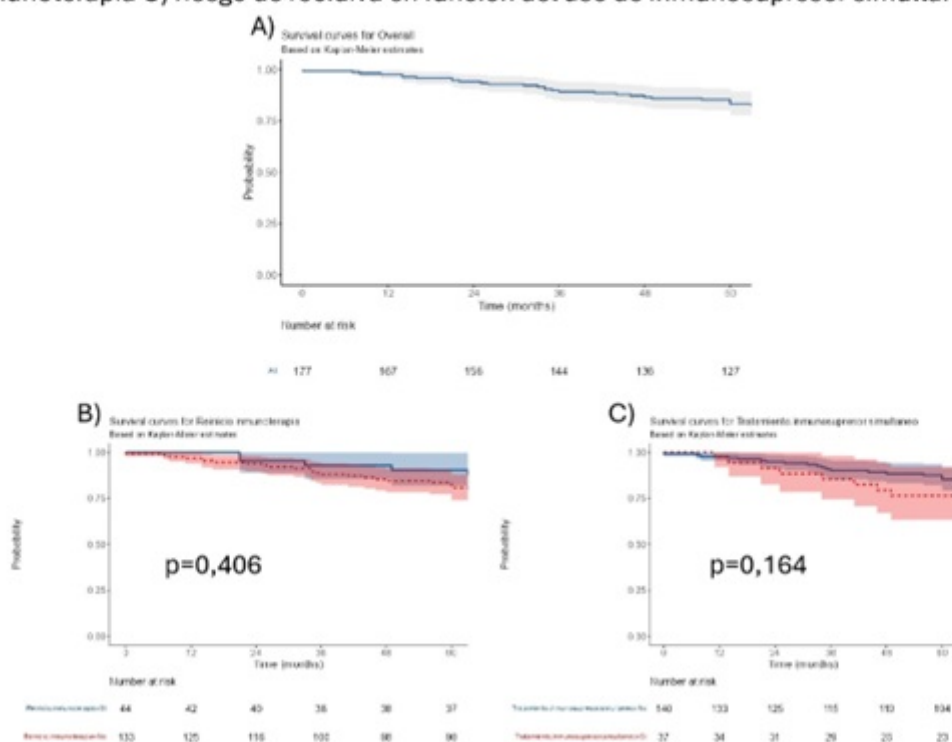 A)
Survival curves for Overall
Based on Kaplan-Meier estimates
1.00
0.75
0.50
0.25
0.00
Probability
0 12 24 36 48 60
Time (months)
Number at risk
All 177 167 156 144 136 127
B)
Survival curves for Reinicio inmunoterapia
Based on Kaplan-Meier estimates
1.00
0.75
0.50
0.25
0.00
Probability
p=0,406
0 12 24 36 48 60
Time (months)
Number at risk
44 42 40 38 38 37
133 125 116 98 90
C)
Survival curves for Tratamiento inmunosupresor simultaneo
Based on Kaplan-Meier estimates
1.00
0.75
0.50
0.25
0.00
Probability
p=0,164
0 12 24 36 48 60
Time (months)
Number at risk
140 133 125 115 104
37 34 31 29 23